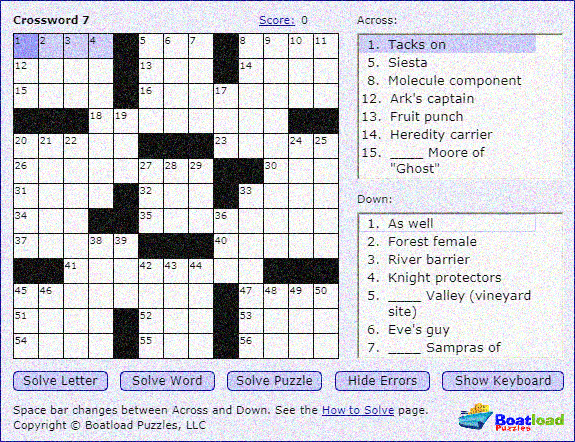 Crossword 7
Score: 0
1 2 3 4 5 6 7 8 9 10 11
12 13 14
15 16 17
18 19
20 21 22 23 24 25
26 27 28 29 30
31 32 33
34 35 36
37 38 39 40
41 42 43 44
45 46 47 48 49 50
51 52 53
54 55 56
Across:
1. Tacks on
5. Siesta
8. Molecule component
12. Ark's captain
13. Fruit punch
14. Heredity carrier
15. ____ Moore of
"Ghost"
Down:
1. As well
2. Forest female
3. River barrier
4. Knight protectors
5. ____ Valley (vineyard
site)
6. Eve's guy
7. ____ Sampras of
Solve Letter
Solve Word
Solve Puzzle
Hide Errors
Show Keyboard
Space bar changes between Across and Down. See the How to Solve page.
Copyright © Boatload Puzzles, LLC
Boatload
Puzzles